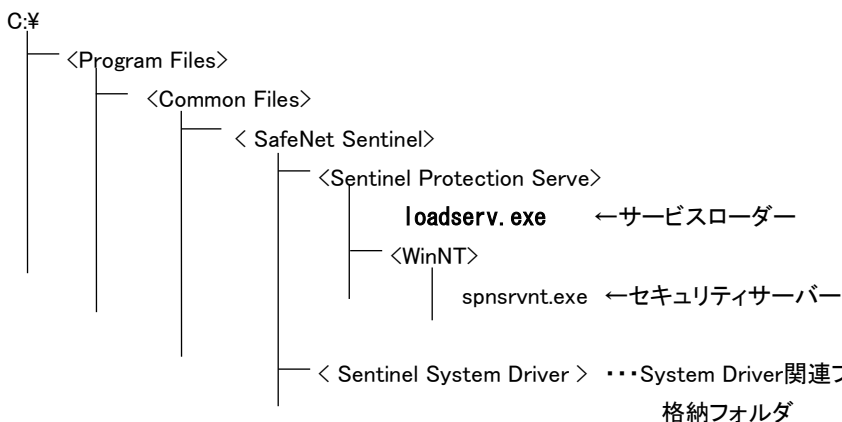 C:¥
<Program Files>
<Common Files>
< SafeNet Sentinel>
<Sentinel Protection Serve>
loadserv.exe ←サービスローダー
<WinNT>
spnsrvnt.exe ←セキュリティサーバー
< Sentinel System Driver > ・・・System Driver関連フ
格納フォルダ